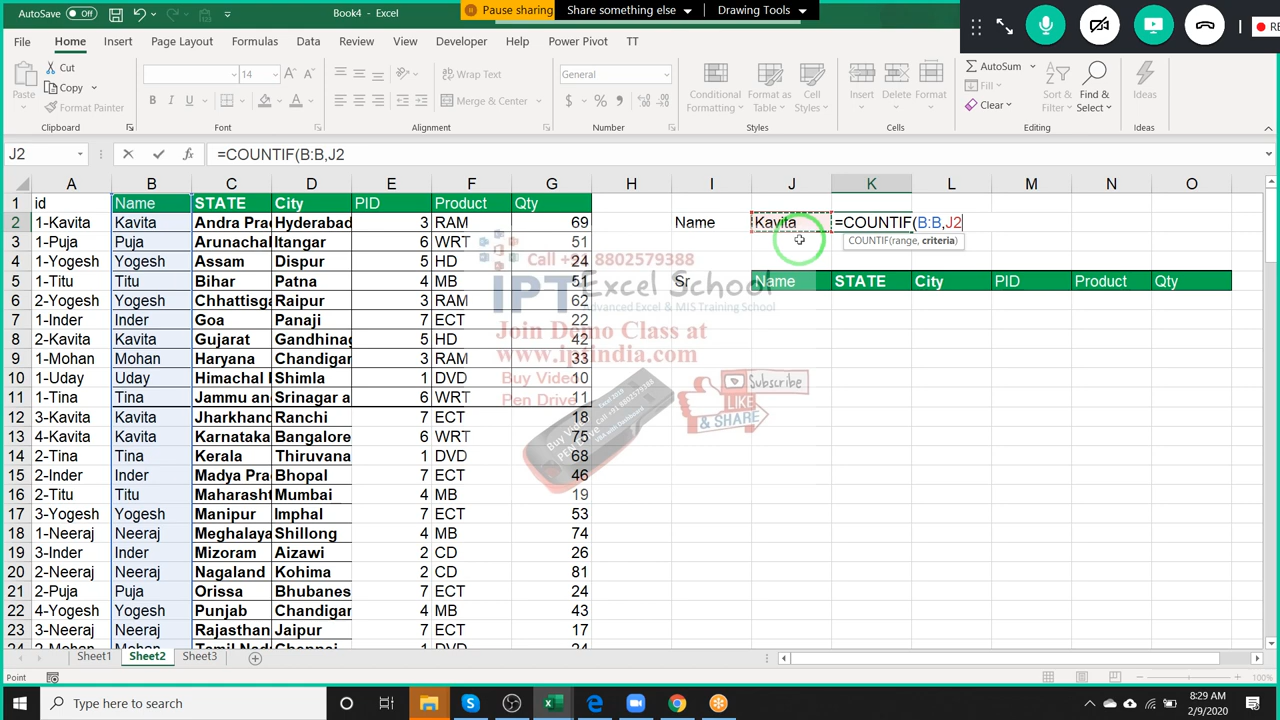 AutoSave Off Book4 - Excel Pause sharing Share something else Drawing Tools
File Home Insert Page Layout Formulas Data Review View Developer Help Power Pivot TT
Paste Cut Copy Format Painter 14 Wrap Text Merge & Center General Conditional Formatting Format as Table Cell Styles Insert Delete Format AutoSum Fill Clear Sort & Filter Find & Select Ideas
Clipboard Font Alignment Number Styles Cells Editing Ideas
J2 fx =COUNTIF(B:B,J2
A B C D E F G H I J K L M N O
1 id Name STATE City PID Product Qty
2 1-Kavita Kavita Andra Pra Hyderabad 3 RAM 69 Name Kavita =COUNTIF(B:B,J2
3 1-Puja Puja Arunachal Itangar 6 WRT 51 COUNTIF(range, criteria)
4 1-Yogesh Yogesh Assam Dispur 5 HD 24
5 1-Titu Titu Bihar Patna 4 MB 51 Sr Name STATE City PID Product Qty
6 2-Yogesh Yogesh Chhattisga Raipur 3 RAM 62
7 1-Inder Inder Goa Panaji 7 ECT 22
8 2-Kavita Kavita Gujarat Gandhinag 5 HD 42
9 1-Mohan Mohan Haryana Chandigar 3 RAM 33
10 1-Uday Uday Himachal Shimla 1 DVD 10
11 1-Tina Tina Jammu an Srinagar a 6 WRT 51
12 3-Kavita Kavita Jharkhand Ranchi 7 ECT 18
13 4-Kavita Kavita Karnataka Bangalore 6 WRT 75
14 2-Tina Tina Kerala Thiruvana 1 DVD 68
15 2-Inder Inder Madya Pra Bhopal 7 ECT 46
16 2-Titu Titu Maharasht Mumbai 4 MB 19
17 3-Yogesh Yogesh Manipur Imphal 7 ECT 53
18 1-Neeraj Neeraj Meghalaya Shillong 4 MB 74
19 3-Inder Inder Mizoram Aizawi 2 CD 26
20 2-Neeraj Neeraj Nagaland Kohima 2 CD 81
21 2-Puja Puja Orissa Bhubanes 7 ECT 24
22 4-Yogesh Yogesh Punjab Chandigar 4 MB 43
23 3-Neeraj Neeraj Rajasthan Jaipur 7 ECT 17
24 2-Mohan Mohan Tamil Nadu Chennai 1 DVD 24
Call +91 8802579388
IPT Excel School
Advanced Excel & MIS Training School
Join Demo Class at
www.iptindia.com
Buy Video
Pen Drive
Subscribe
LIKE
& SHARE
Sheet1 Sheet2 Sheet3
Point 100%
Type here to search
8:29 AM
2/9/2020